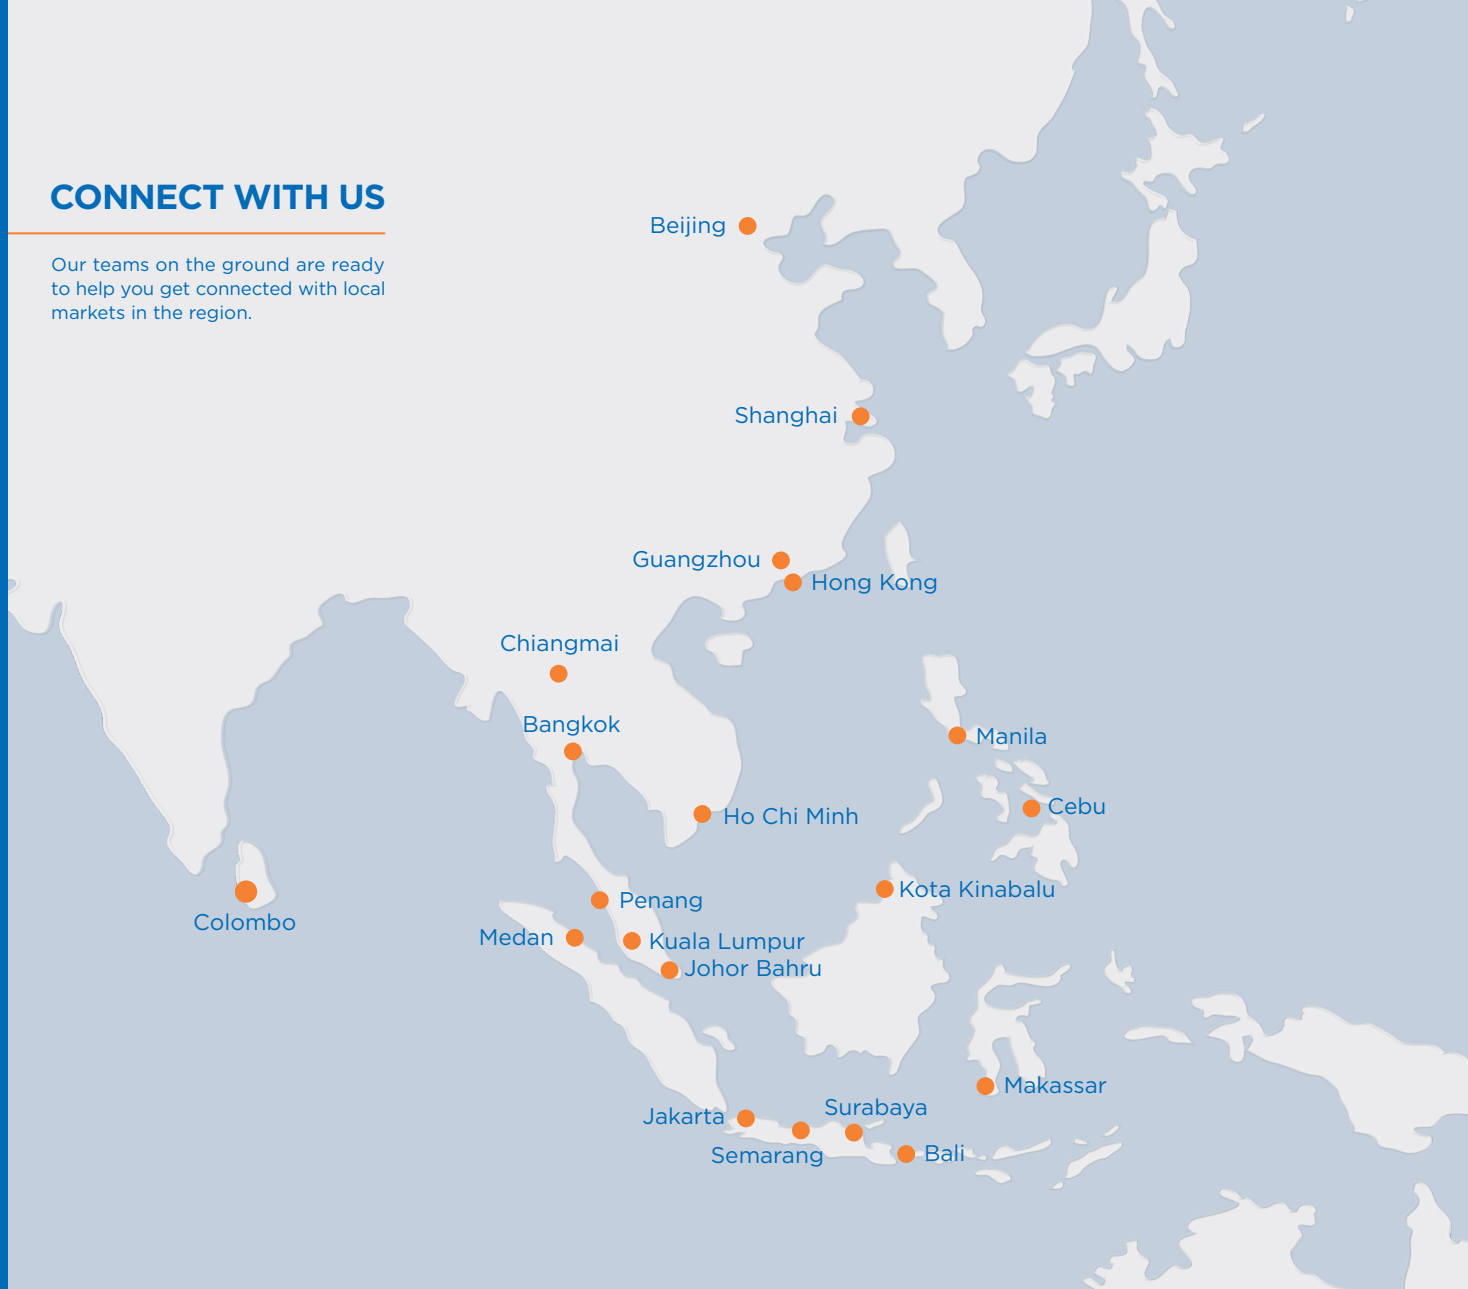 CONNECT WITH US
Our teams on the ground are ready
to help you get connected with local
markets in the region.
Beijing
Shanghai
Guangzhou
Hong Kong
Chiangmai
Bangkok
Manila
Cebu
Ho Chi Minh
Kota Kinabalu
Penang
Colombo
Medan
Kuala Lumpur
Johor Bahru
Makassar
Surabaya
Jakarta
Semarang
Bali